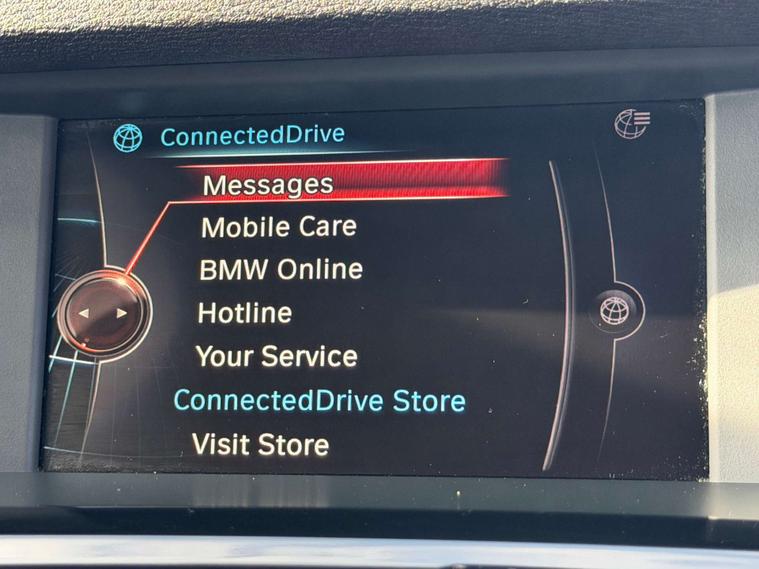 ConnectedDrive
Messages
Mobile Care
BMW Online
Hotline
Your Service
ConnectedDrive Store
Visit Store